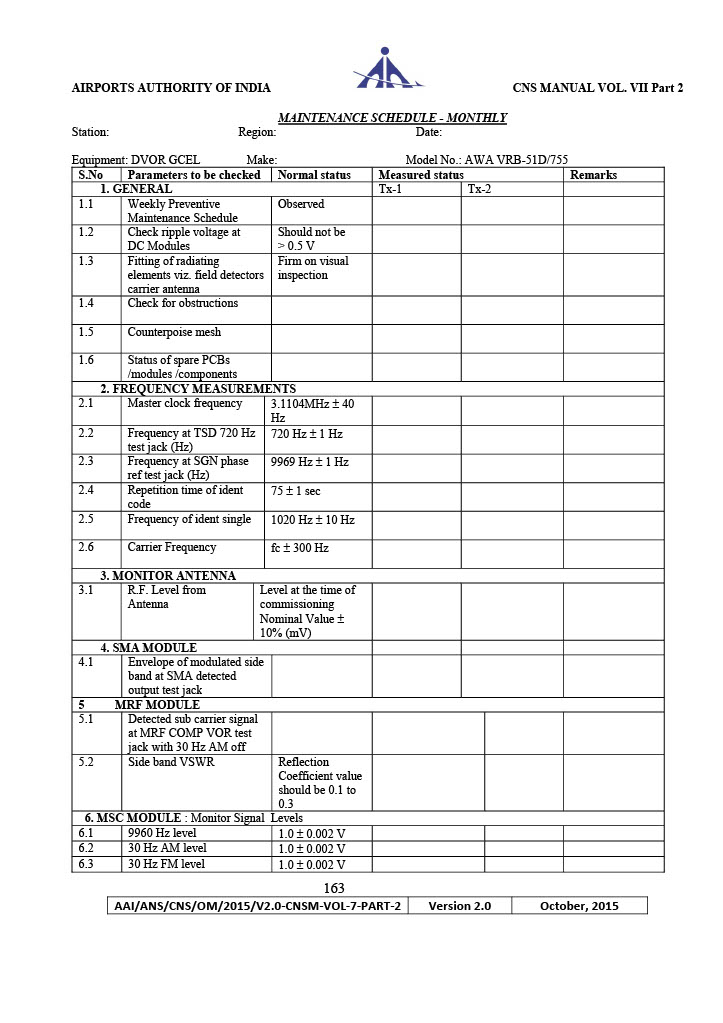 AIRPORTS AUTHORITY OF INDIA CNS MANUAL VOL. VII Part 2
MAINTENANCE SCHEDULE - MONTHLY
Station: Region: Date:
Equipment: DVOR GCEL Make: Model No.: AWA VRB-51D/755
S.No Parameters to be checked Normal status Measured status Remarks
1. GENERAL Tx-1 Tx-2
1.1 Weekly Preventive Observed
Maintenance Schedule
1.2 Check ripple voltage at Should not be
DC Modules > 0.5 V
1.3 Fitting of radiating Firm on visual
elements viz. field detectors inspection
carrier antenna
1.4 Check for obstructions
1.5 Counterpoise mesh
1.6 Status of spare PCBs
/modules /components
2. FREQUENCY MEASUREMENTS
2.1 Master clock frequency 3.1104MHz ± 40
Hz
2.2 Frequency at TSD 720 Hz 720 Hz ± 1 Hz
test jack (Hz)
2.3 Frequency at SGN phase 9969 Hz ± 1 Hz
ref test jack (Hz)
2.4 Repetition time of ident 75 ± 1 sec
code
2.5 Frequency of ident single 1020 Hz ± 10 Hz
2.6 Carrier Frequency fc ± 300 Hz
3. MONITOR ANTENNA
3.1 R.F. Level from Level at the time of
Antenna commissioning
Nominal Value ±
10% (mV)
4. SMA MODULE
4.1 Envelope of modulated side
band at SMA detected
output test jack
5 MRF MODULE
5.1 Detected sub carrier signal
at MRF COMP VOR test
jack with 30 Hz AM off
5.2 Side band VSWR Reflection
Coefficient value
should be 0.1 to
0.3
6. MSC MODULE : Monitor Signal Levels
6.1 9960 Hz level 1.0 ± 0.002 V
6.2 30 Hz AM level 1.0 ± 0.002 V
6.3 30 Hz FM level 1.0 ± 0.002 V
163
AAI/ANS/CNS/OM/2015/V2.0-CNSM-VOL-7-PART-2 Version 2.0 October, 2015